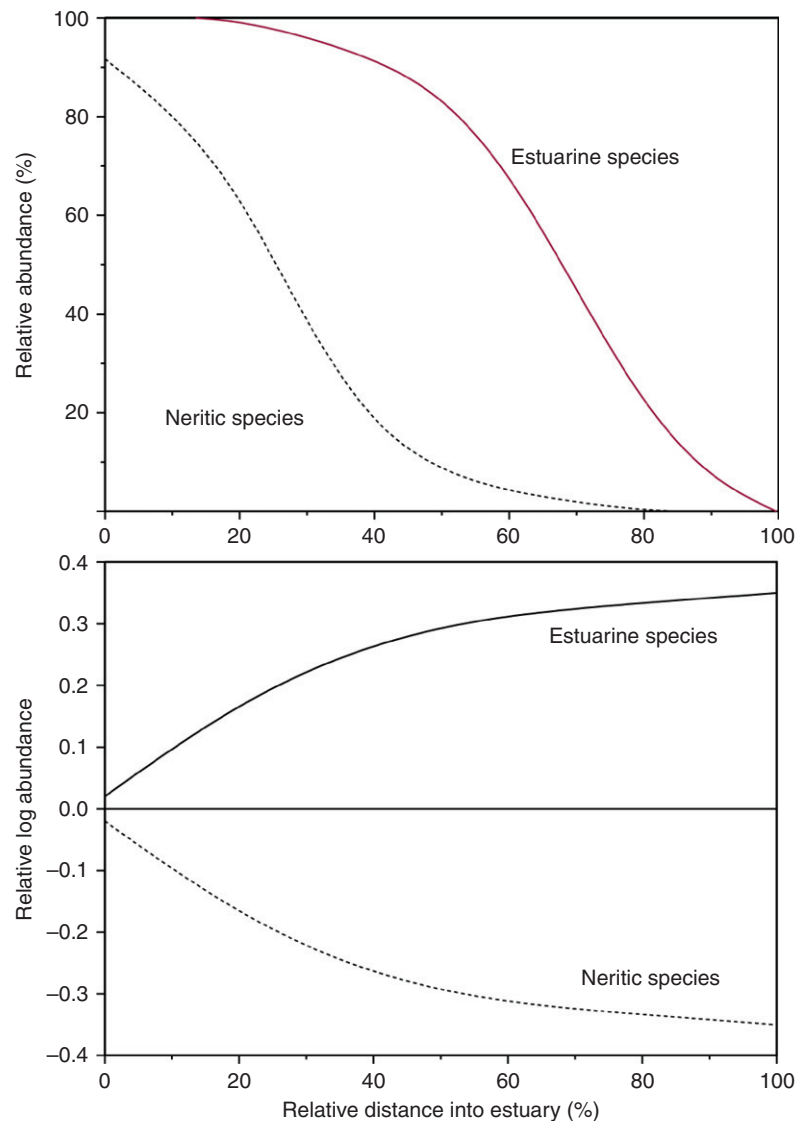 100
80
60
40
20
Relative abundance (%)
Estuarine species
Neritic species
0 20 40 60 80 100
0.4
0.3
0.2
0.1
0.0
–0.1
–0.2
–0.3
–0.4
Relative log abundance
Estuarine species
Neritic species
0 20 40 60 80 100
Relative distance into estuary (%)